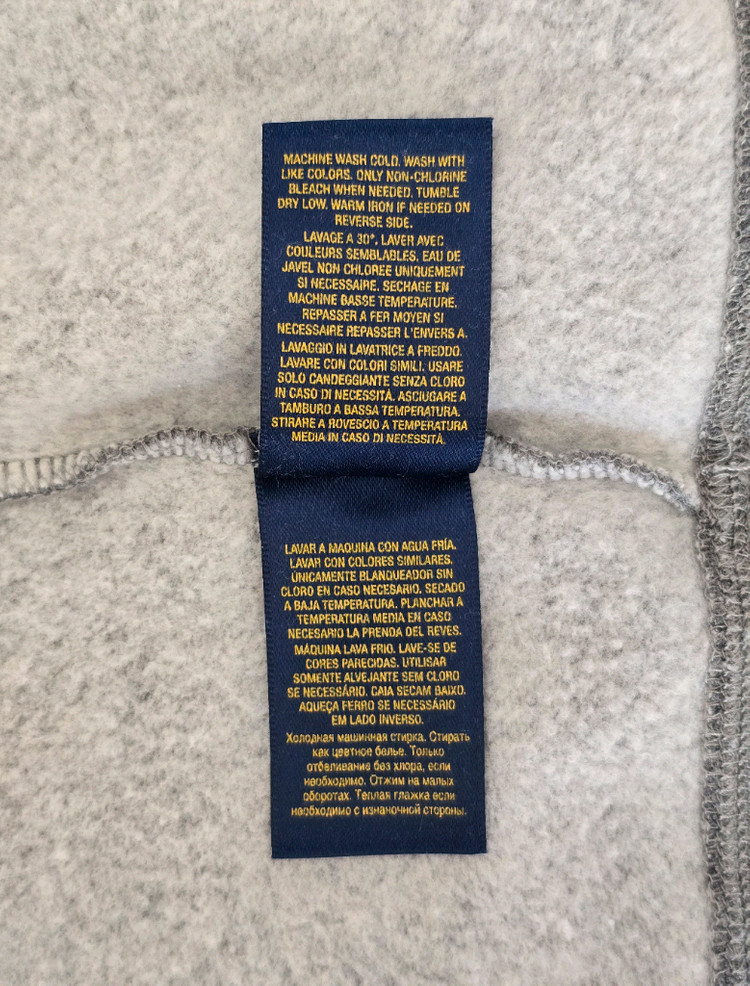 MACHINE WASH COLD. WASH WITH
LIKE COLORS. ONLY NON-CHLORINE
BLEACH WHEN NEEDED. TUMBLE
DRY LOW. WARM IRON IF NEEDED ON
REVERSE SIDE.
LAVAGE A 30°. LAVER AVEC
COULEURS SEMBLABLES. EAU DE
JAVEL NON CHLOREE UNIQUEMENT
SI NECESSAIRE. SECHAGE EN
MACHINE BASSE TEMPERATURE.
REPASSER A FER MOYEN SI
NECESSAIRE REPASSER L'ENVERS A.
LAVAGGIO IN LAVATRICE A FREDDO.
LAVARE CON COLORI SIMILI. USARE
SOLO CANDEGGIANTE SENZA CLORO
IN CASO DI NECESSITÀ. ASCIUGARE A
TAMBURO A BASSA TEMPERATURA.
STIRARE A ROVESCIO A TEMPERATURA
MEDIA IN CASO DI NECESSITÀ.
LAVAR A MAQUINA CON AGUA FRÍA.
LAVAR CON COLORES SIMILARES.
ÚNICAMENTE BLANQUEADOR SIN
CLORO EN CASO NECESARIO. SECADO
A BAJA TEMPERATURA. PLANCHAR A
TEMPERATURA MEDIA EN CASO
NECESARIO LA PRENDA DEL REVES.
MÁQUINA LAVA FRIO. LAVE-SE DE
CORES PARECIDAS. UTILISAR
SOMENTE ALVEJANTE SEM CLORO
SE NECESSÁRIO. CAIA SECAM BAIXO.
AQUEÇA FERRO SE NECESSÁRIO
EM LADO INVERSO.
Холодная машинная стирка. Стирать
как цветное белье. Только
отбеливание без хлора, если
необходимо. Отжим на малых
оборотах. Теплая глажка если
необходимо с изнаночной стороны.